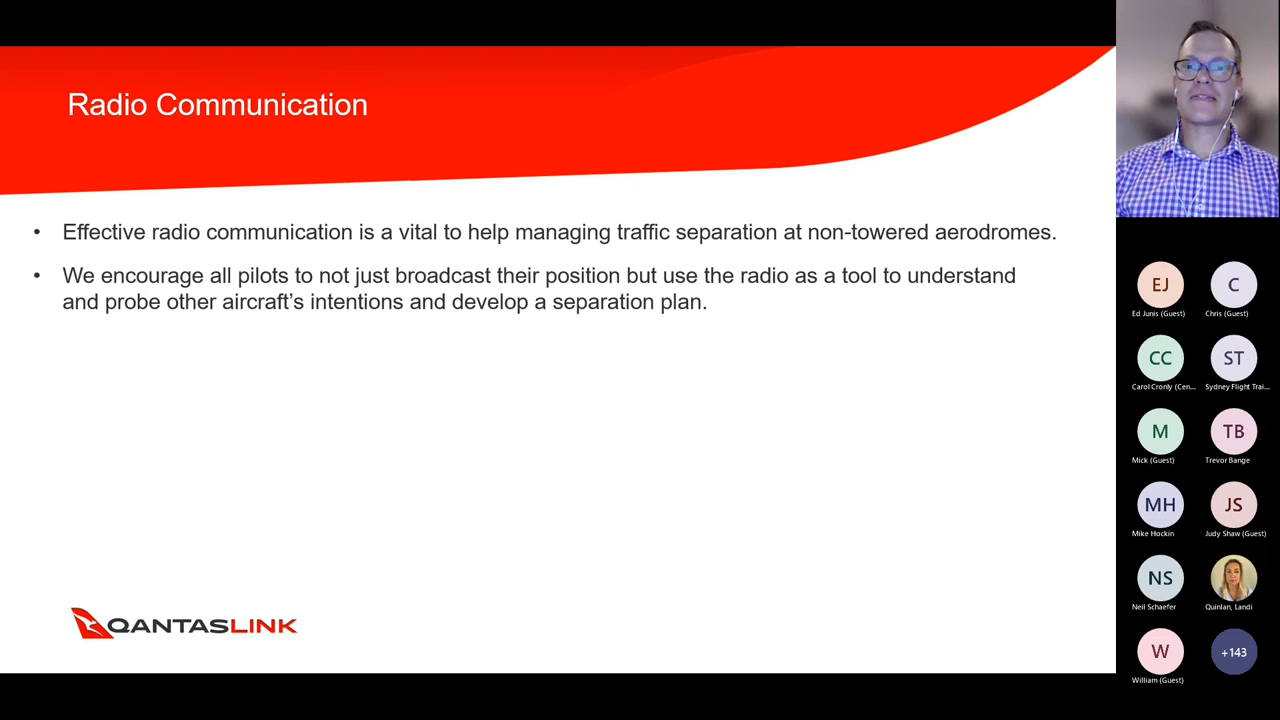 Radio Communication
• Effective radio communication is a vital to help managing traffic separation at non-towered aerodromes.
• We encourage all pilots to not just broadcast their position but use the radio as a tool to understand
and probe other aircraft's intentions and develop a separation plan.
QANTASLINK
EJ
Ed Junis (Guest)
C
Chris (Guest)
CC
Carol Cronly (Cen...
ST
Sydney Flight Trai...
M
Mick (Guest)
TB
Trevor Bange
MH
Mike Hockin
JS
Judy Shaw (Guest)
NS
Neil Schaefer
Quinlan, Landi
W
William (Guest)
+143